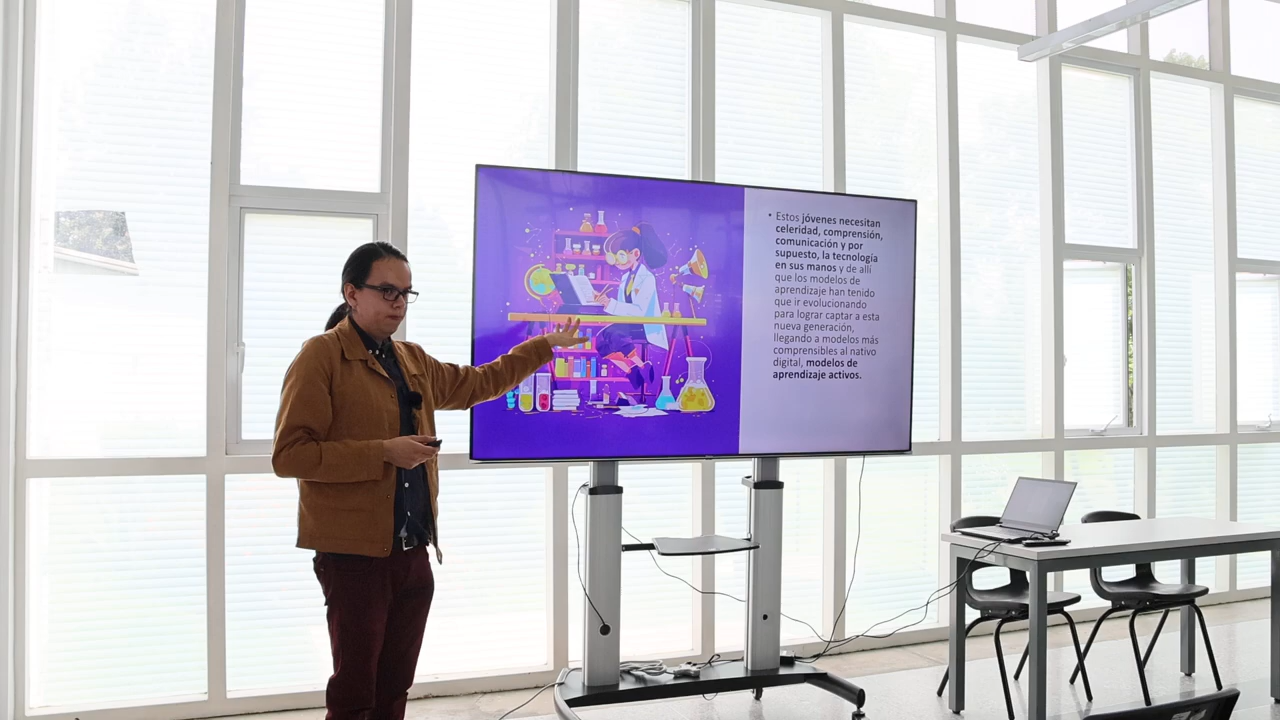 • Estos jóvenes necesitan
celeridad, comprensión,
comunicación y por
supuesto, la tecnología
en sus manos y de allí
que los modelos de
aprendizaje han tenido
que ir evolucionando
para lograr captar a esta
nueva generación,
llegando a modelos más
comprensibles al nativo
digital, modelos de
aprendizaje activos.